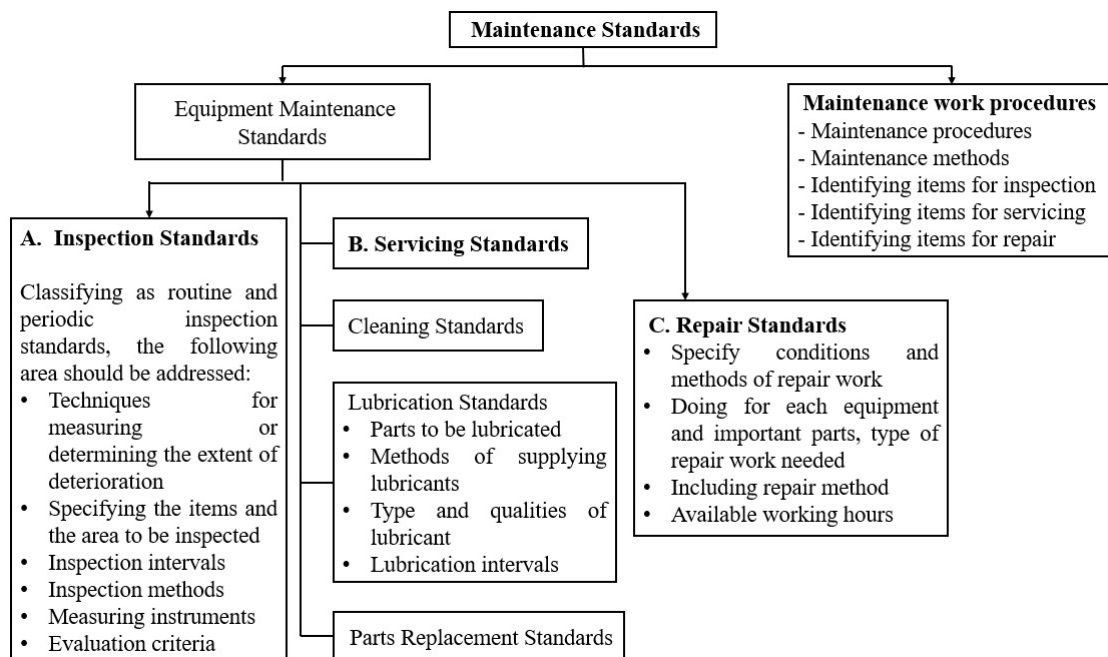 Maintenance Standards
Equipment Maintenance
Standards
Maintenance work procedures
- Maintenance procedures
- Maintenance methods
- Identifying items for inspection
- Identifying items for servicing
- Identifying items for repair
A. Inspection Standards
Classifying as routine and
periodic inspection
standards, the following
area should be addressed:
• Techniques for
measuring or
determining the extent of
deterioration
• Specifying the items and
the area to be inspected
• Inspection intervals
• Inspection methods
• Measuring instruments
• Evaluation criteria
B. Servicing Standards
Cleaning Standards
Lubrication Standards
• Parts to be lubricated
• Methods of supplying
lubricants
• Type and qualities of
lubricant
• Lubrication intervals
Parts Replacement Standards
C. Repair Standards
• Specify conditions and
methods of repair work
• Doing for each equipment
and important parts, type of
repair work needed
• Including repair method
• Available working hours